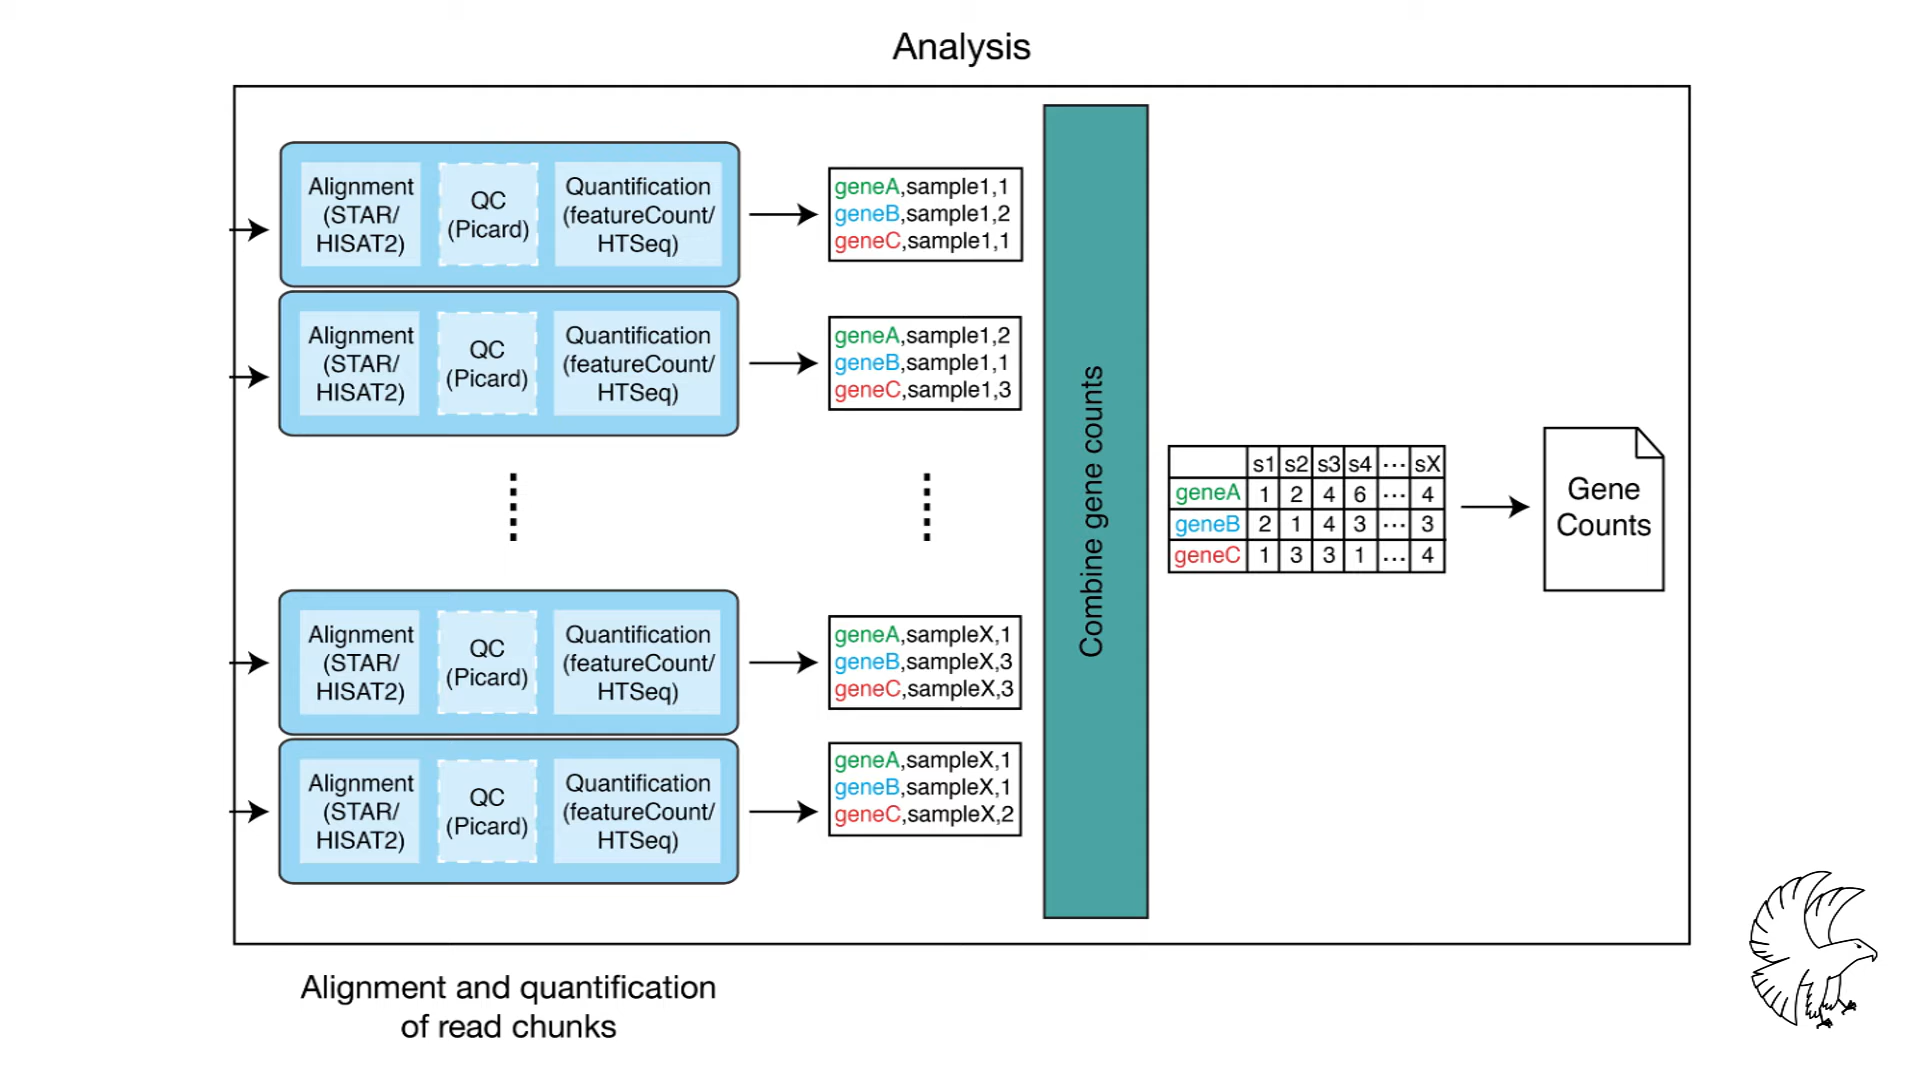 Analysis
Alignment
(STAR/
HISAT2)
QC
(Picard)
Quantification
(featureCount/
HTSeq)
geneA,sample1,1
geneB,sample1,2
geneC,sample1,1
Alignment
(STAR/
HISAT2)
QC
(Picard)
Quantification
(featureCount/
HTSeq)
geneA,sample1,2
geneB,sample1,1
geneC,sample1,3
Alignment
(STAR/
HISAT2)
QC
(Picard)
Quantification
(featureCount/
HTSeq)
geneA,sampleX,1
geneB,sampleX,3
geneC,sampleX,3
Alignment
(STAR/
HISAT2)
QC
(Picard)
Quantification
(featureCount/
HTSeq)
geneA,sampleX,1
geneB,sampleX,1
geneC,sampleX,2
Combine gene counts
s1 s2 s3 s4 ... sX
geneA 1 2 4 6 ... 4
geneB 2 1 4 3 ... 3
geneC 1 3 3 1 ... 4
Gene
Counts
Alignment and quantification
of read chunks